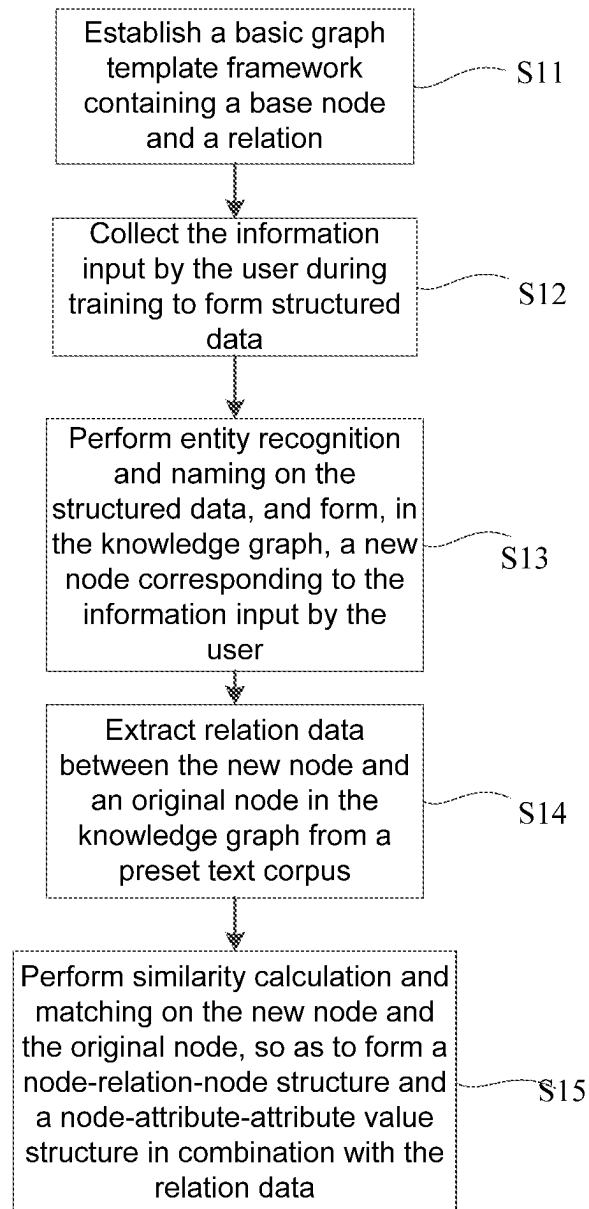 Establish a basic graph
template framework
containing a base node
and a relation
S11
Collect the information
input by the user during
training to form structured
data
S12
Perform entity recognition
and naming on the
structured data, and form, in
the knowledge graph, a new
node corresponding to the
information input by the
user
S13
Extract relation data
between the new node and
an original node in the
knowledge graph from a
preset text corpus
S14
Perform similarity calculation and
matching on the new node and
the original node, so as to form a
node-relation-node structure and
a node-attribute-attribute value
structure in combination with the
relation data
S15